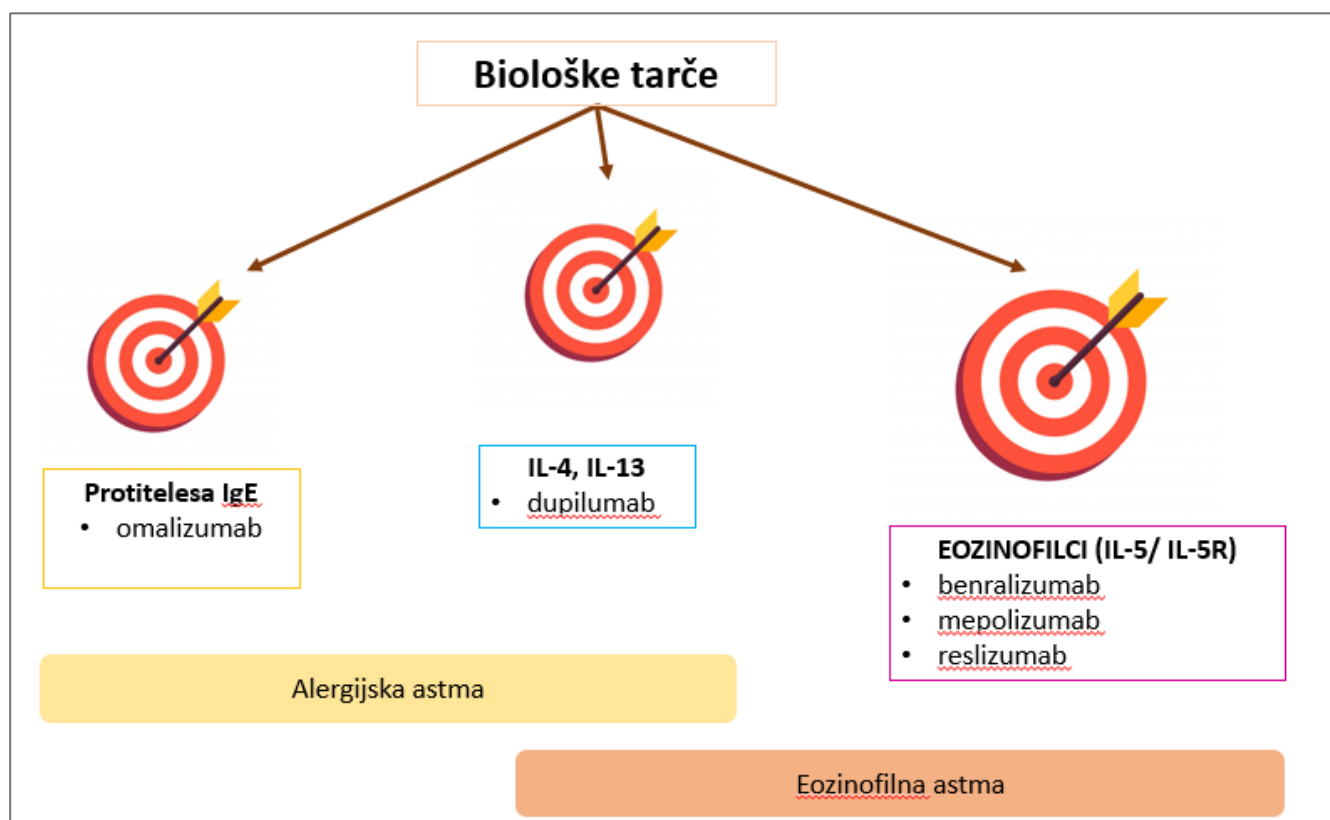 Biološke tarče
Protitelesa IgE
• omalizumab
IL-4, IL-13
• dupilumab
EOZINOFILCI (IL-5/ IL-5R)
• benralizumab
• mepolizumab
• reslizumab
Alergijska astma
Eozinofilna astma